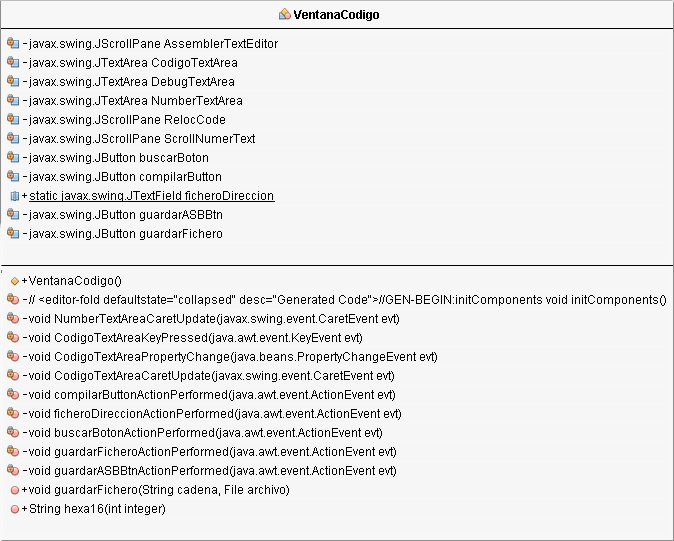 VentanaCodigo
-javax.swing.JScrollPane AssemblerTextEditor
-javax.swing.JTextArea CodigoTextArea
-javax.swing.JTextArea DebugTextArea
-javax.swing.JTextArea NumberTextArea
-javax.swing.JScrollPane RelocCode
-javax.swing.JScrollPane ScrollNumerText
-javax.swing.JButton buscarBoton
-javax.swing.JButton compilarButton
+static javax.swing.JTextField ficheroDireccion
-javax.swing.JButton guardarASBBtn
-javax.swing.JButton guardarFichero
+VentanaCodigo()
-// <editor-fold defaultstate="collapsed" desc="Generated Code">//GEN-BEGIN:initComponents void initComponents()
-void NumberTextAreaCaretUpdate(javax.swing.event.CaretEvent evt)
-void CodigoTextAreaKeyPressed(java.awt.event.KeyEvent evt)
-void CodigoTextAreaPropertyChange(java.beans.PropertyChangeEvent evt)
-void CodigoTextAreaCaretUpdate(javax.swing.event.CaretEvent evt)
-void compilarButtonActionPerformed(java.awt.event.ActionEvent evt)
-void ficheroDireccionActionPerformed(java.awt.event.ActionEvent evt)
-void buscarBotonActionPerformed(java.awt.event.ActionEvent evt)
-void guardarFicheroActionPerformed(java.awt.event.ActionEvent evt)
-void guardarASBBtnActionPerformed(java.awt.event.ActionEvent evt)
+void guardarFichero(String cadena, File archivo)
+String hexa16(int integer)